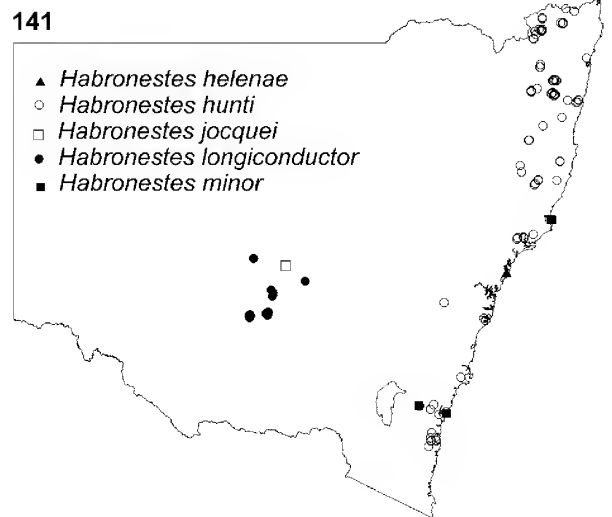 141
Habronestes helenae
Habronestes hunti
Habronestes jocquei
Habronestes longiconductor
Habronestes minor